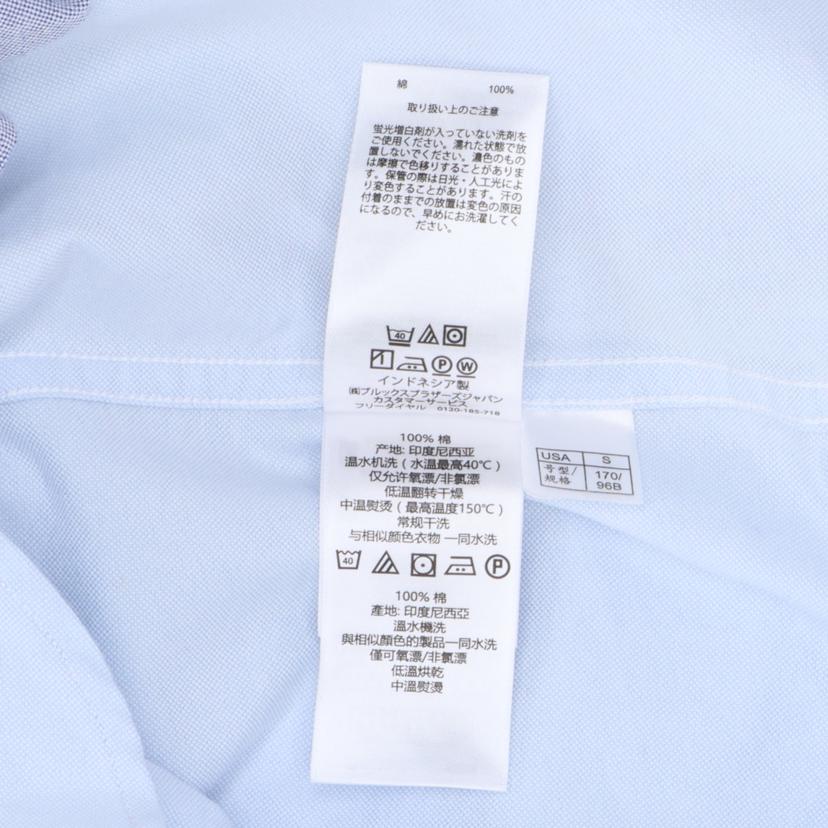 綿 100%
取り扱い上のご注意
蛍光増白剤が入っていない洗剤を
ご使用ください。濡れた状態で放
置しないでください。濃色のもの
は摩擦で色移りすることがありま
す。保管の際は日光・人工光によ
り変色することがあります。汗の
付着のままでの放置は変色の原因
になるので、早めにお洗濯してく
ださい。
40
P W
インドネシア製
㈱ブルックスブラザーズジャパン
カスタマーサービス
フリーダイヤル 0120-185-718
100% 棉
产地: 印度尼西亚
温水机洗 ( 水温最高40℃ )
仅允许氧漂/非氯漂
低温翻转干燥
中温熨烫 ( 最高温度150℃ )
常规干洗
与相似颜色衣物 一同水洗
40 P
100% 棉
產地: 印度尼西亞
溫水機洗
與相似顏色的製品一同水洗
僅可氧漂/非氯漂
低溫烘乾
中溫熨燙
USA S
号型/ 170/
规格 96B